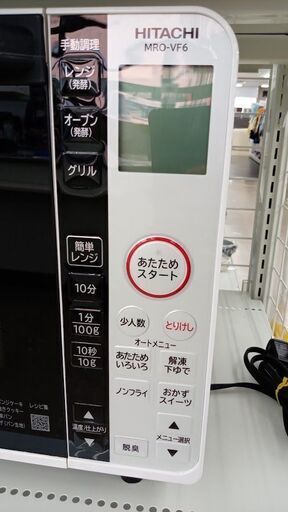 HITACHI
MRO-VF6
手動調理
レンジ
(発酵)
オーブン
(発酵)
グリル
簡単
レンジ
あたため
スタート
10分
1分
100g
10秒
10g
少人数
とりけし
オートメニュー
あたため
いろいろ
解凍
下ゆで
ノンフライ
おかず
スイーツ
▲
温度/仕上がり
▼
脱臭
▲
メニュー選択
▼
レシピ集